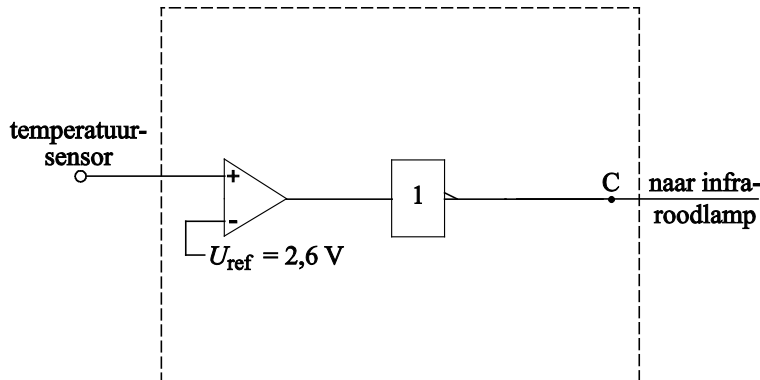 temperatuur-
sensor
+
-
U_ref = 2,6 V
1
C
naar infra-
roodlamp